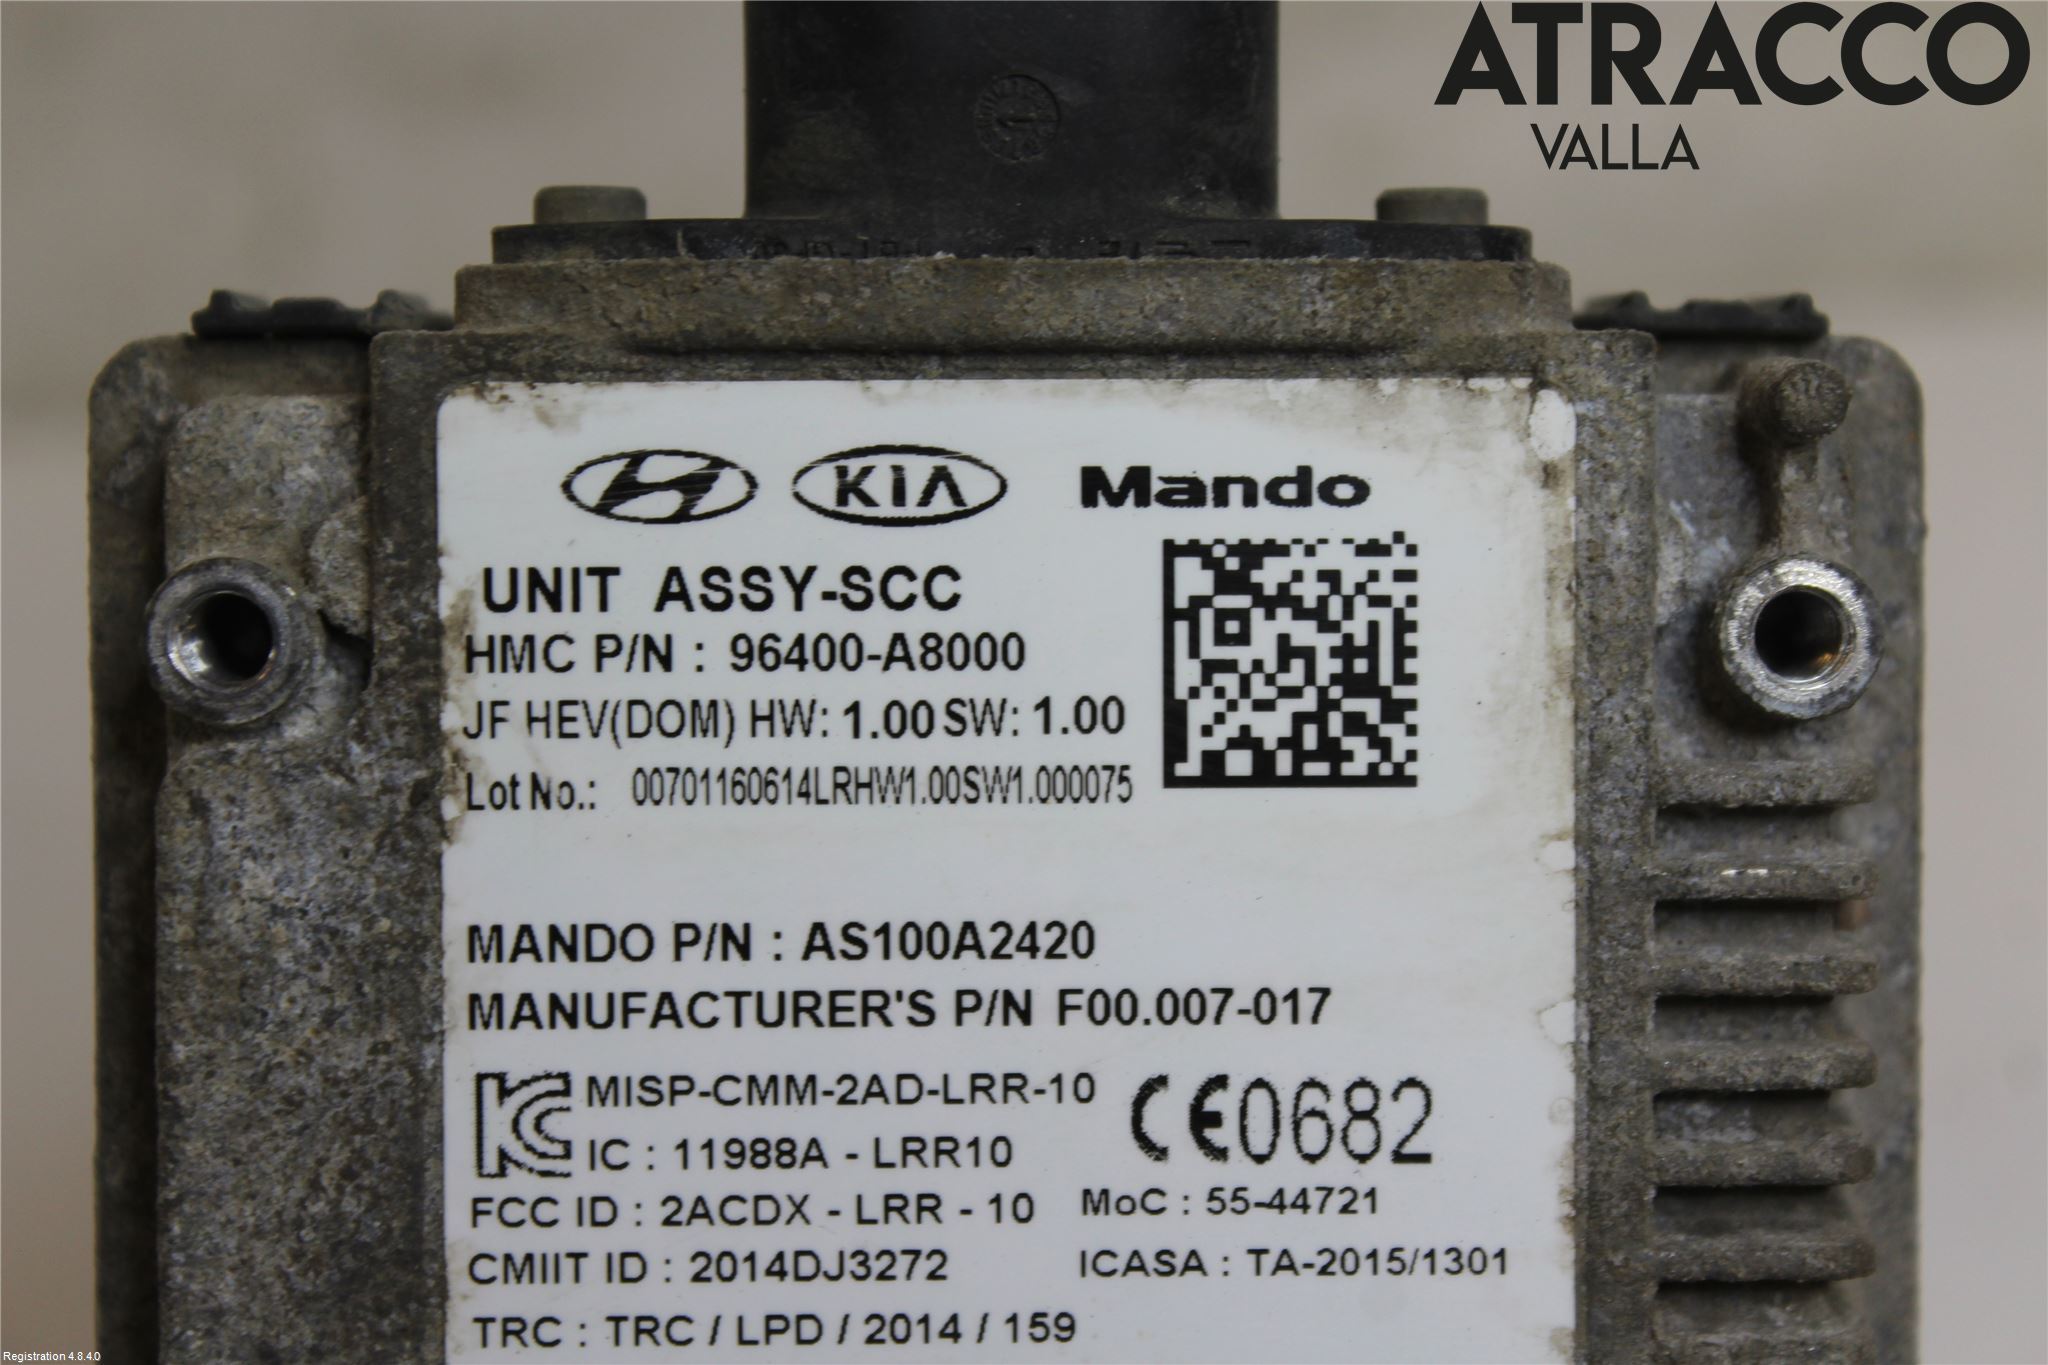 ATRACCO
VALLA
KIA Mando
UNIT ASSY-SCC
HMC P/N : 96400-A8000
JF HEV(DOM) HW: 1.00 SW: 1.00
Lot No.: 00701160614LRHW1.00SW1.000075
MANDO P/N : AS100A2420
MANUFACTURER'S P/N F00.007-017
MISP-CMM-2AD-LRR-10
CE0682
IC : 11988A - LRR10
FCC ID : 2ACDX - LRR - 10 MoC : 55-44721
CMIIT ID : 2014DJ3272 ICASA : TA-2015/1301
TRC : TRC / LPD / 2014 / 159
Registration 4.8.4.0